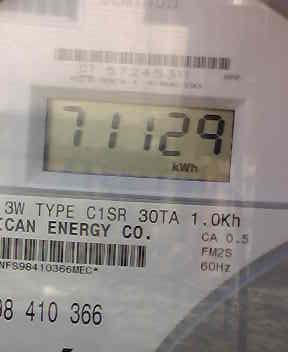 71129
kWh
3W TYPE C1SR 30TA 1.0Kh
ICAN ENERGY CO.
CA 0.5
FM2S
60Hz
NFS98410366MEC*
98 410 366